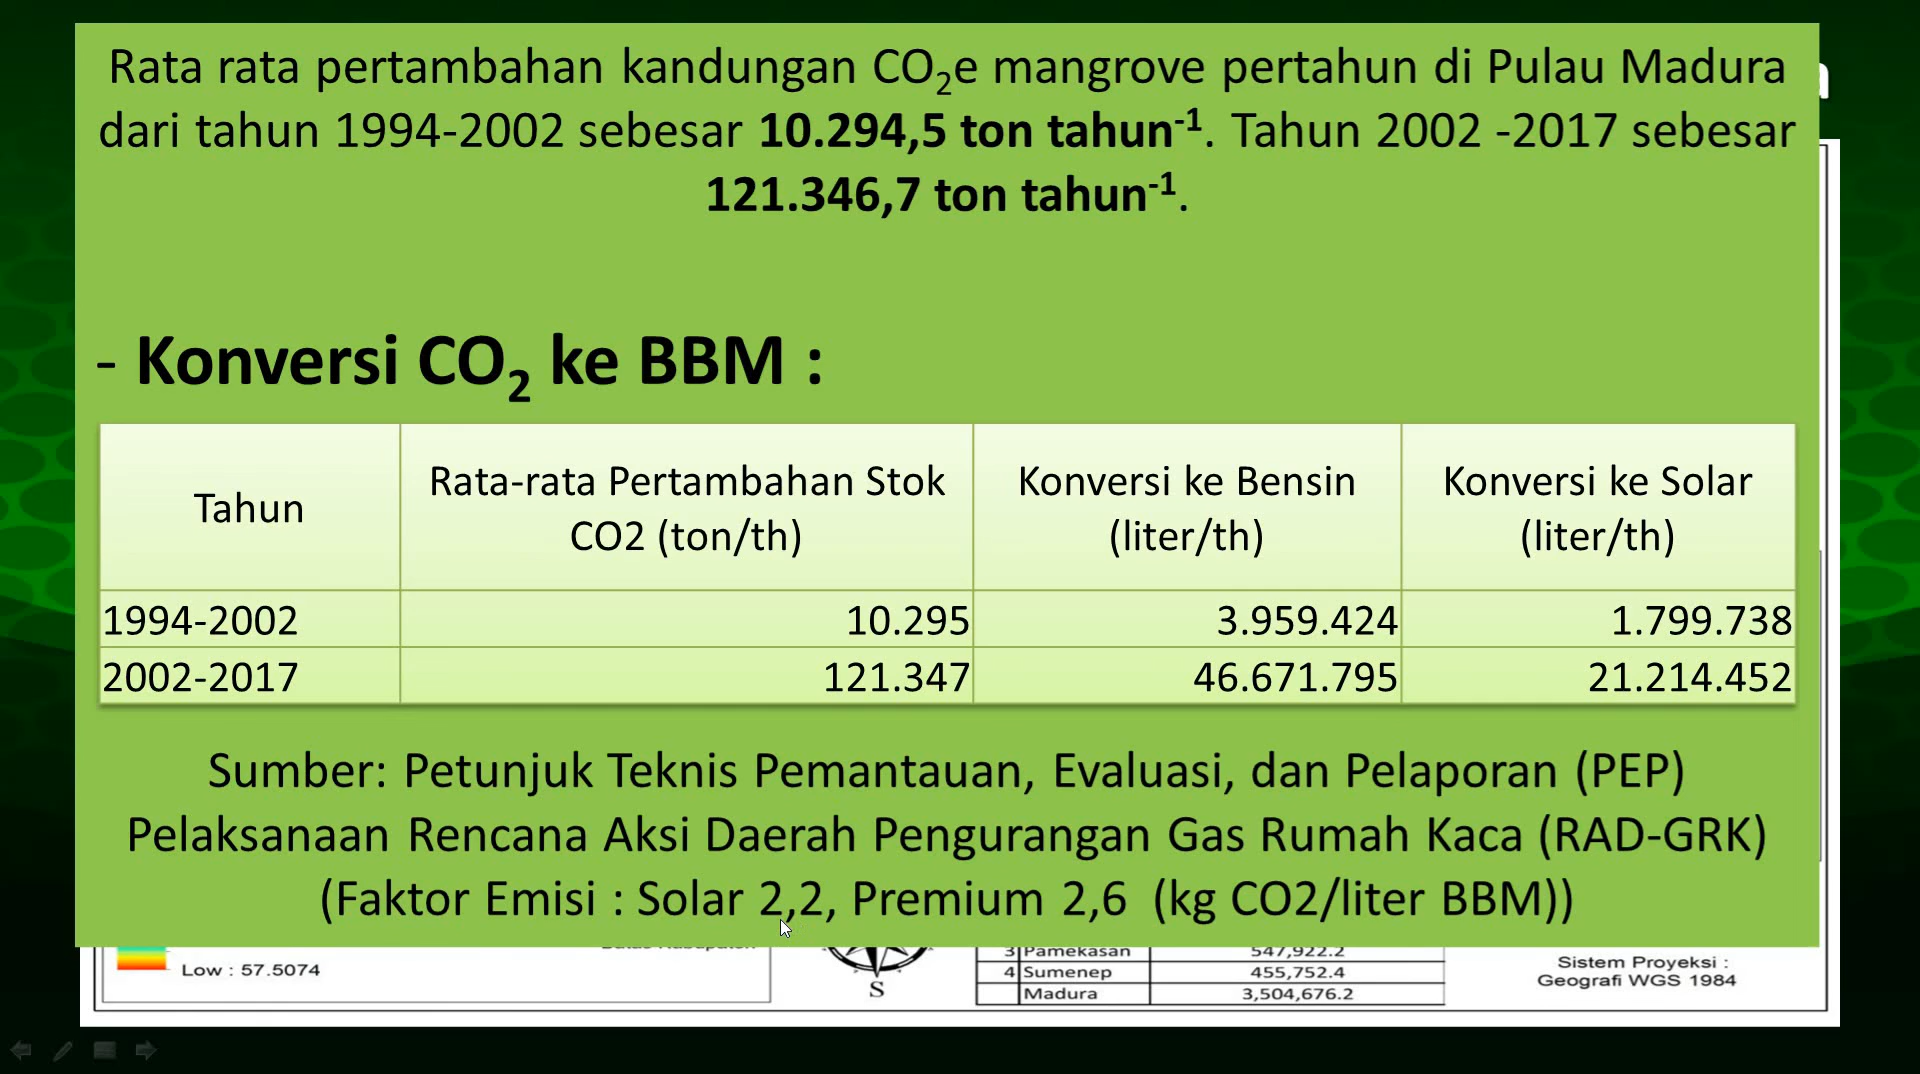 Rata rata pertambahan kandungan CO₂e mangrove pertahun di Pulau Madura
dari tahun 1994-2002 sebesar 10.294,5 ton tahun⁻¹. Tahun 2002 -2017 sebesar
121.346,7 ton tahun⁻¹.
- Konversi CO₂ ke BBM :
Tahun
Rata-rata Pertambahan Stok
CO2 (ton/th)
Konversi ke Bensin
(liter/th)
Konversi ke Solar
(liter/th)
1994-2002 10.295 3.959.424 1.799.738
2002-2017 121.347 46.671.795 21.214.452
Sumber: Petunjuk Teknis Pemantauan, Evaluasi, dan Pelaporan (PEP)
Pelaksanaan Rencana Aksi Daerah Pengurangan Gas Rumah Kaca (RAD-GRK)
(Faktor Emisi : Solar 2,2, Premium 2,6 (kg CO2/liter BBM))
Low : 57.5074
S
3 Pamekasan 547,922.2
4 Sumenep 455,752.4
Madura 3,504,676.2
Sistem Proyeksi :
Geografi WGS 1984